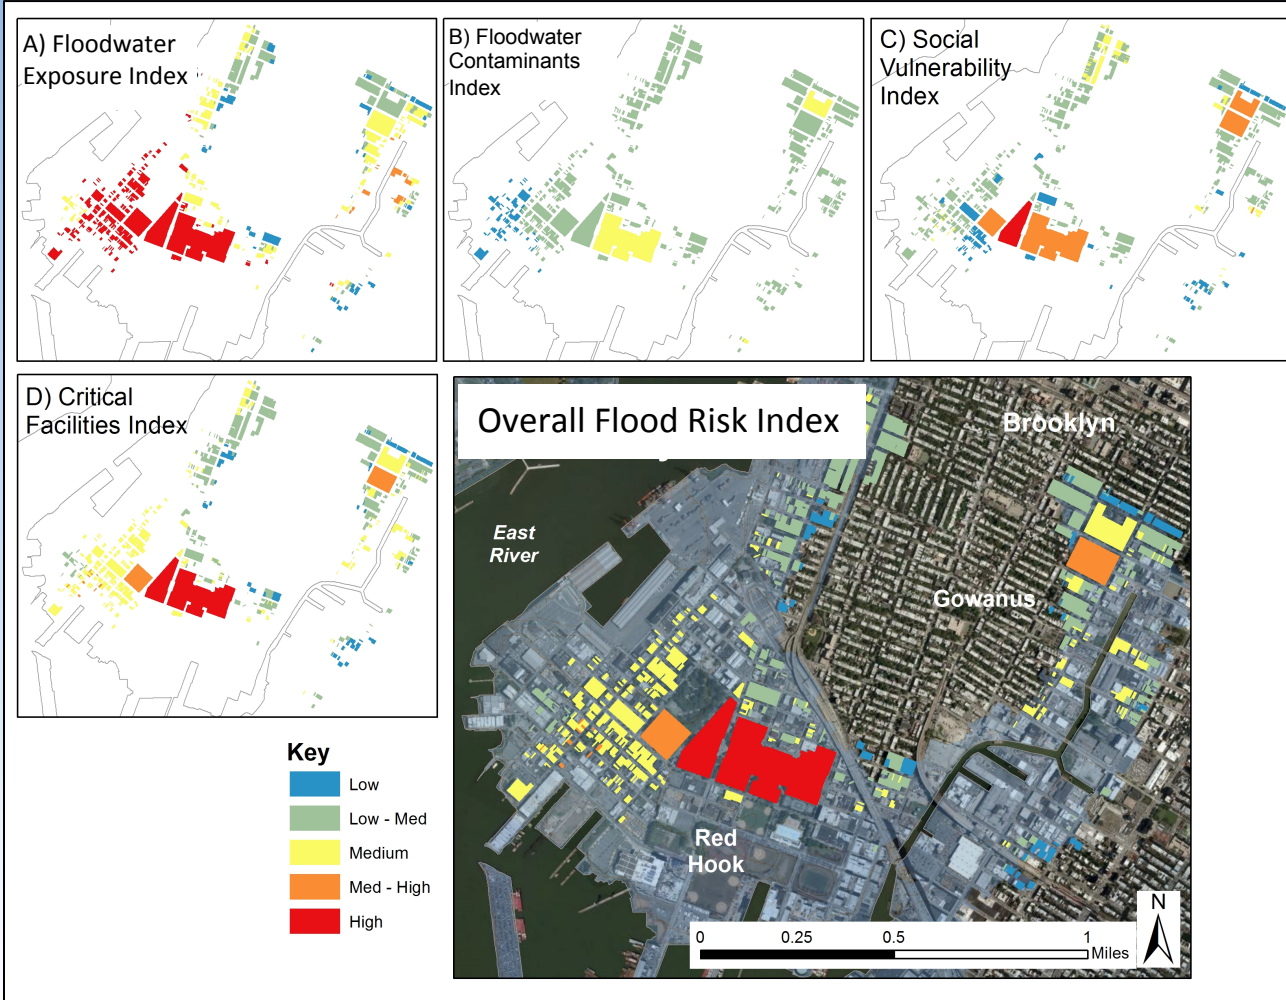 A) Floodwater
Exposure Index
B) Floodwater
Contaminants
Index
C) Social
Vulnerability
Index
D) Critical
Facilities Index
Overall Flood Risk Index
Brooklyn
East
River
Gowanus
Red
Hook
Key
Low
Low - Med
Medium
Med - High
High
N
0 0.25 0.5 1
Miles